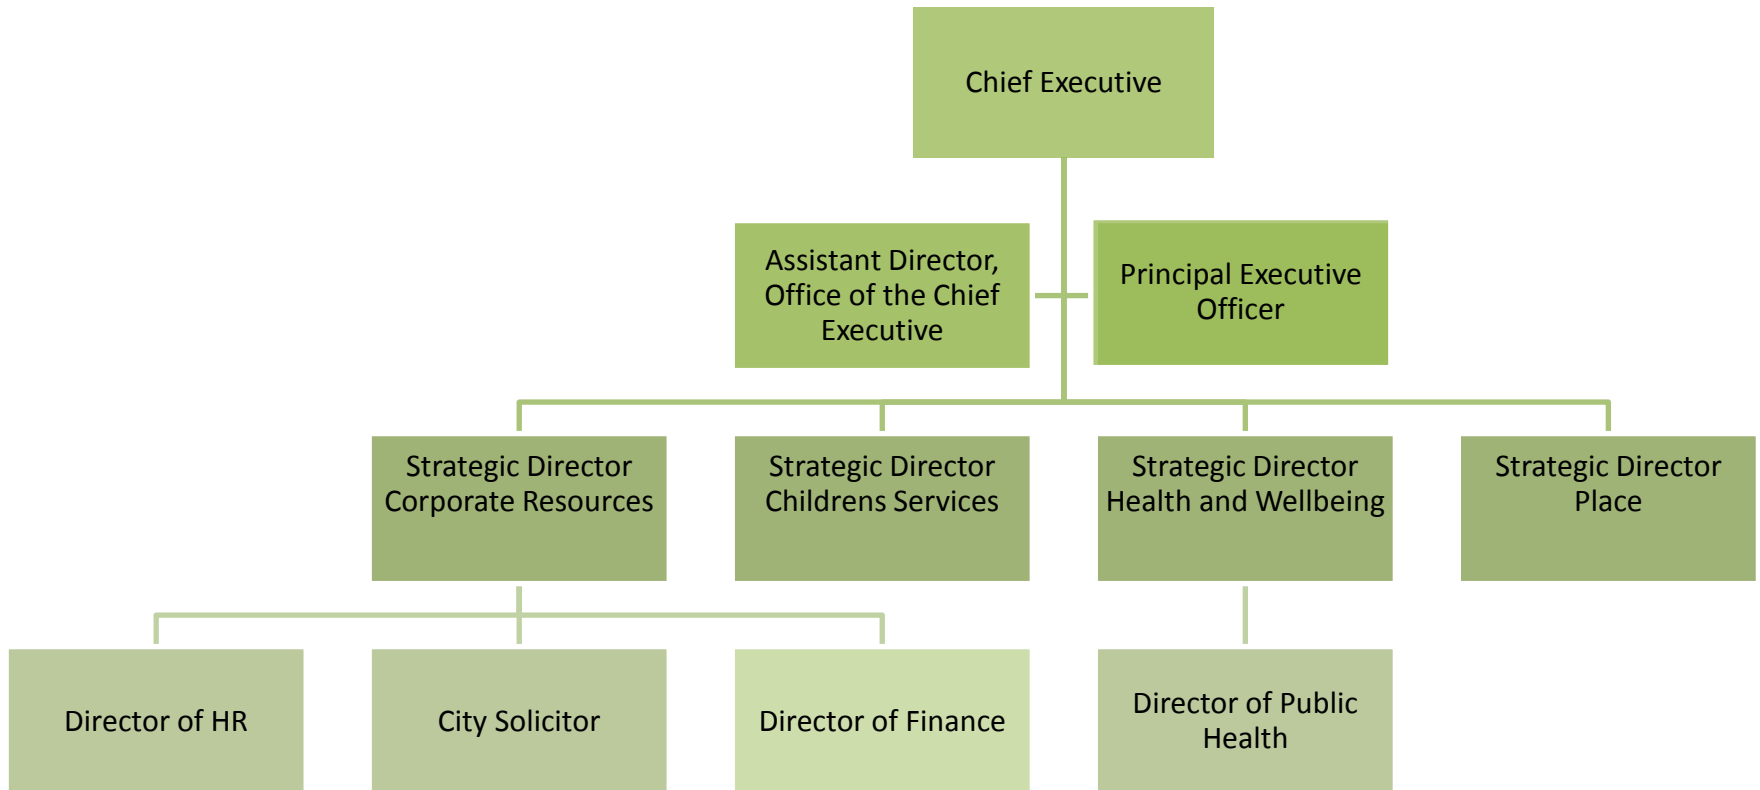 Chief Executive
Assistant Director,
Office of the Chief
Executive
Principal Executive
Officer
Strategic Director
Corporate Resources
Strategic Director
Childrens Services
Strategic Director
Health and Wellbeing
Strategic Director
Place
Director of HR
City Solicitor
Director of Finance
Director of Public
Health